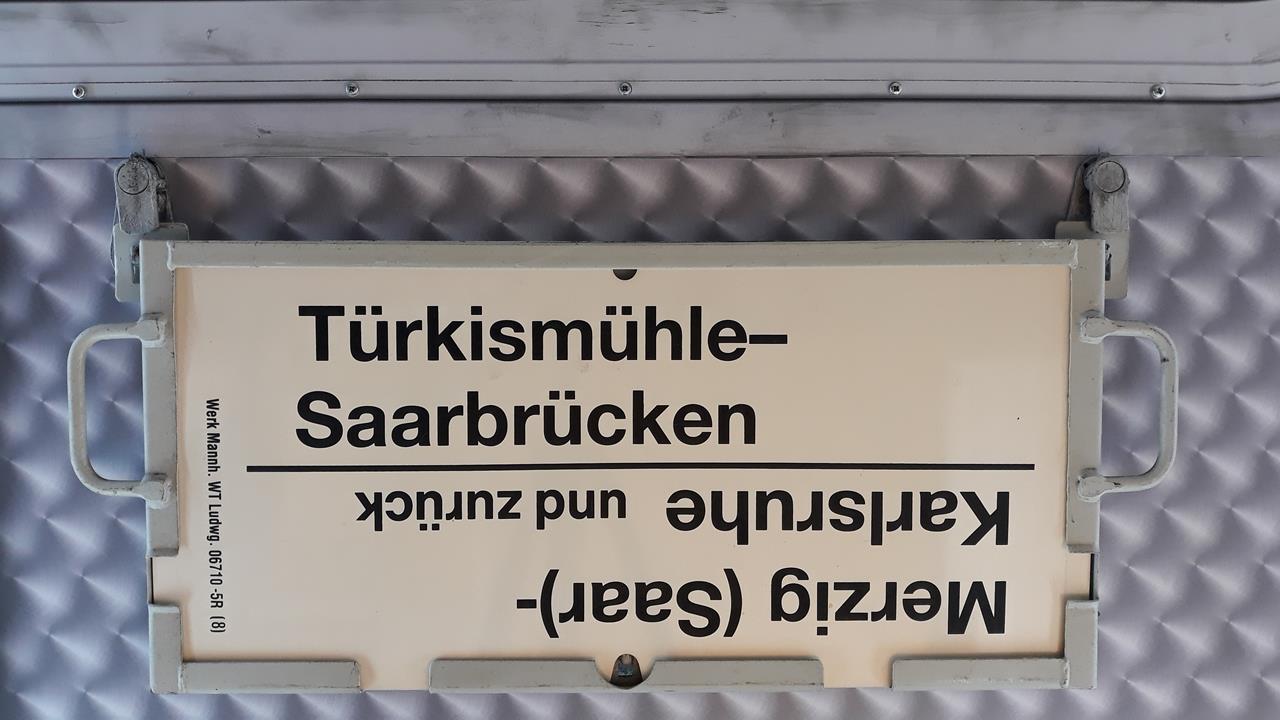 Türkismühle–
Saarbrücken
Merzig (Saar)-
Karlsruhe und zurück
Werk Mannh. WT Ludwg. 06710 -5R (8)